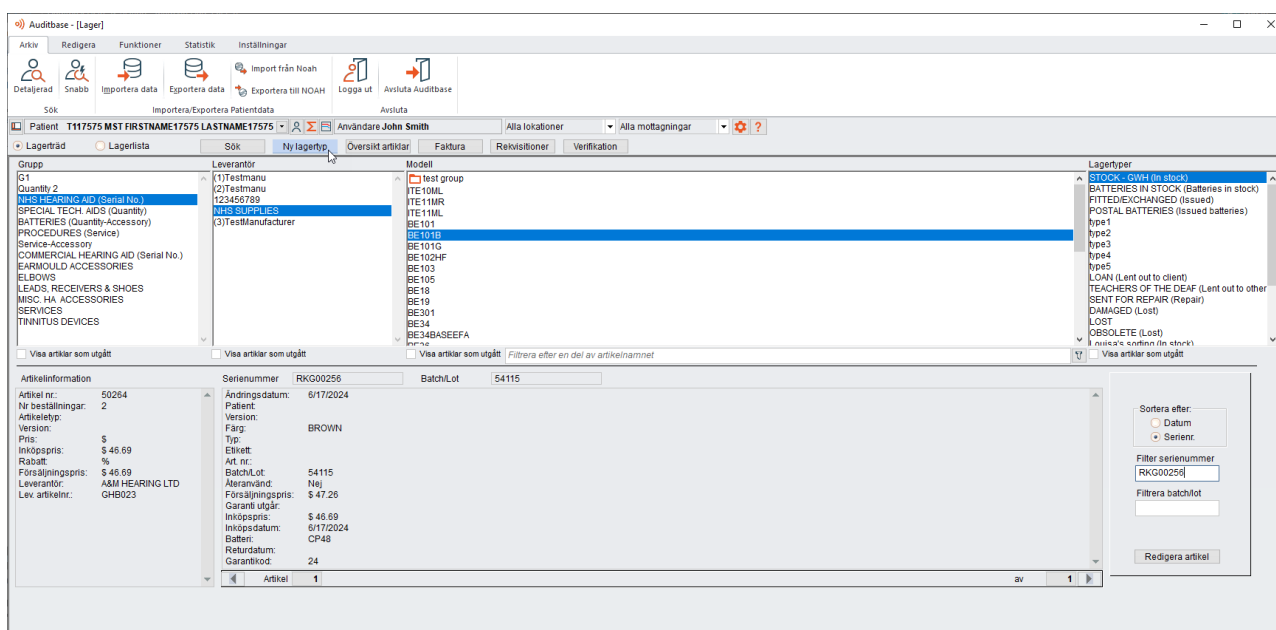 Auditbase - [Lager]
Arkiv Redigera Funktioner Statistik Inställningar
Detaljerad Snabb Importera data Exportera data Import från Noah Exportera till NOAH Logga ut Avsluta Auditbase
Sök Importera/Exportera Patientdata Avsluta
Patient T117575 MST FIRSTNAME17575 LASTNAME17575 Användare John Smith Alla lokationer Alla mottagningar
Lagerträd Lagerlista Sök Ny lagertyp Översikt artiklar Faktura Rekvisitioner Verifikation
Grupp
G1
Quantity 2
NHS HEARING AID (Serial No.)
SPECIAL TECH. AIDS (Quantity)
BATTERIES (Quantity-Accessory)
PROCEDURES (Service)
Service-Accessory
COMMERCIAL HEARING AID (Serial No.)
EARMOULD ACCESSORIES
ELBOWS
LEADS, RECEIVERS & SHOES
MISC. HA ACCESSORIES
SERVICES
TINNITUS DEVICES
Visa artiklar som utgått
Leverantör
(1)Testmanu
(2)Testmanu
123456789
NHS SUPPLIES
(3)TestManufacturer
Visa artiklar som utgått
Modell
test group
ITE10ML
ITE11MR
ITE11ML
BE101
BE101B
BE101G
BE102HF
BE103
BE105
BE18
BE19
BE301
BE34
BE34BASEEFA
BE36
Visa artiklar som utgått Filtrera efter en del av artikelnamnet
Lagertyper
STOCK - GWH (In stock)
BATTERIES IN STOCK (Batteries in stock)
FITTED/EXCHANGED (Issued)
POSTAL BATTERIES (Issued batteries)
type1
type2
type3
type4
type5
LOAN (Lent out to client)
TEACHERS OF THE DEAF (Lent out to other
SENT FOR REPAIR (Repair)
DAMAGED (Lost)
LOST
OBSOLETE (Lost)
Louisa's sorting (In stock)
Visa artiklar som utgått
Artikelinformation
Artikel nr.: 50264
Nr beställningar: 2
Artikeletyp:
Version:
Pris: $
Inköpspris: $ 46.69
Rabatt: %
Försäljningspris: $ 46.69
Leverantör: A&M HEARING LTD
Lev. artikelnr.: GHB023
Serienummer RKG00256 Batch/Lot 54115
Ändringsdatum: 6/17/2024
Patient:
Version:
Färg: BROWN
Typ:
Etikett:
Art. nr.:
Batch/Lot: 54115
Återanvänd: Nej
Försäljningspris: $ 47.26
Garanti utgår:
Inköpspris: $ 46.69
Inköpsdatum: 6/17/2024
Batteri: CP48
Returdatum:
Garantikod: 24
Artikel 1 av 1
Sortera efter:
Datum
Serienr.
Filter serienummer
RKG00256
Filtrera batch/lot
Redigera artikel